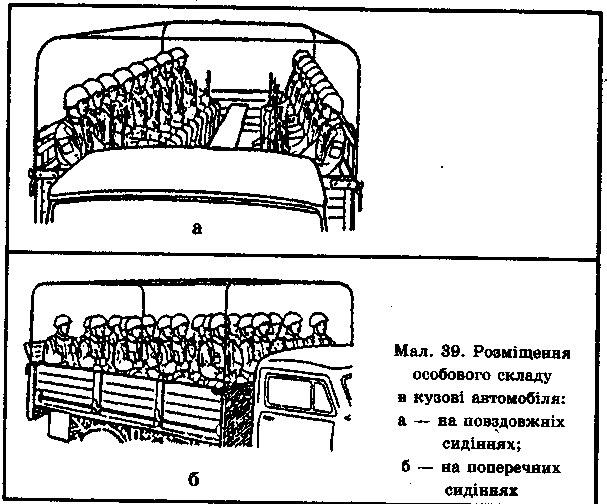 а
б
Мал. 39. Розміщення
особового складу
в кузові автомобіля:
а — на повздовжніх
сидіннях;
б — на поперечних
сидіннях